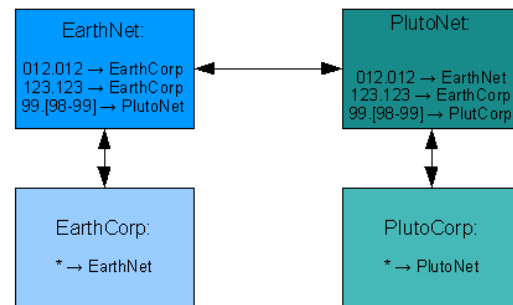 EarthNet:
012.012 → EarthCorp
123.123 → EarthCorp
99.[98-99] → PlutoNet
PlutoNet:
012.012 → EarthNet
123.123 → EarthCorp
99.[98-99] → PlutCorp
EarthCorp:
* → EarthNet
PlutoCorp:
* → PlutoNet